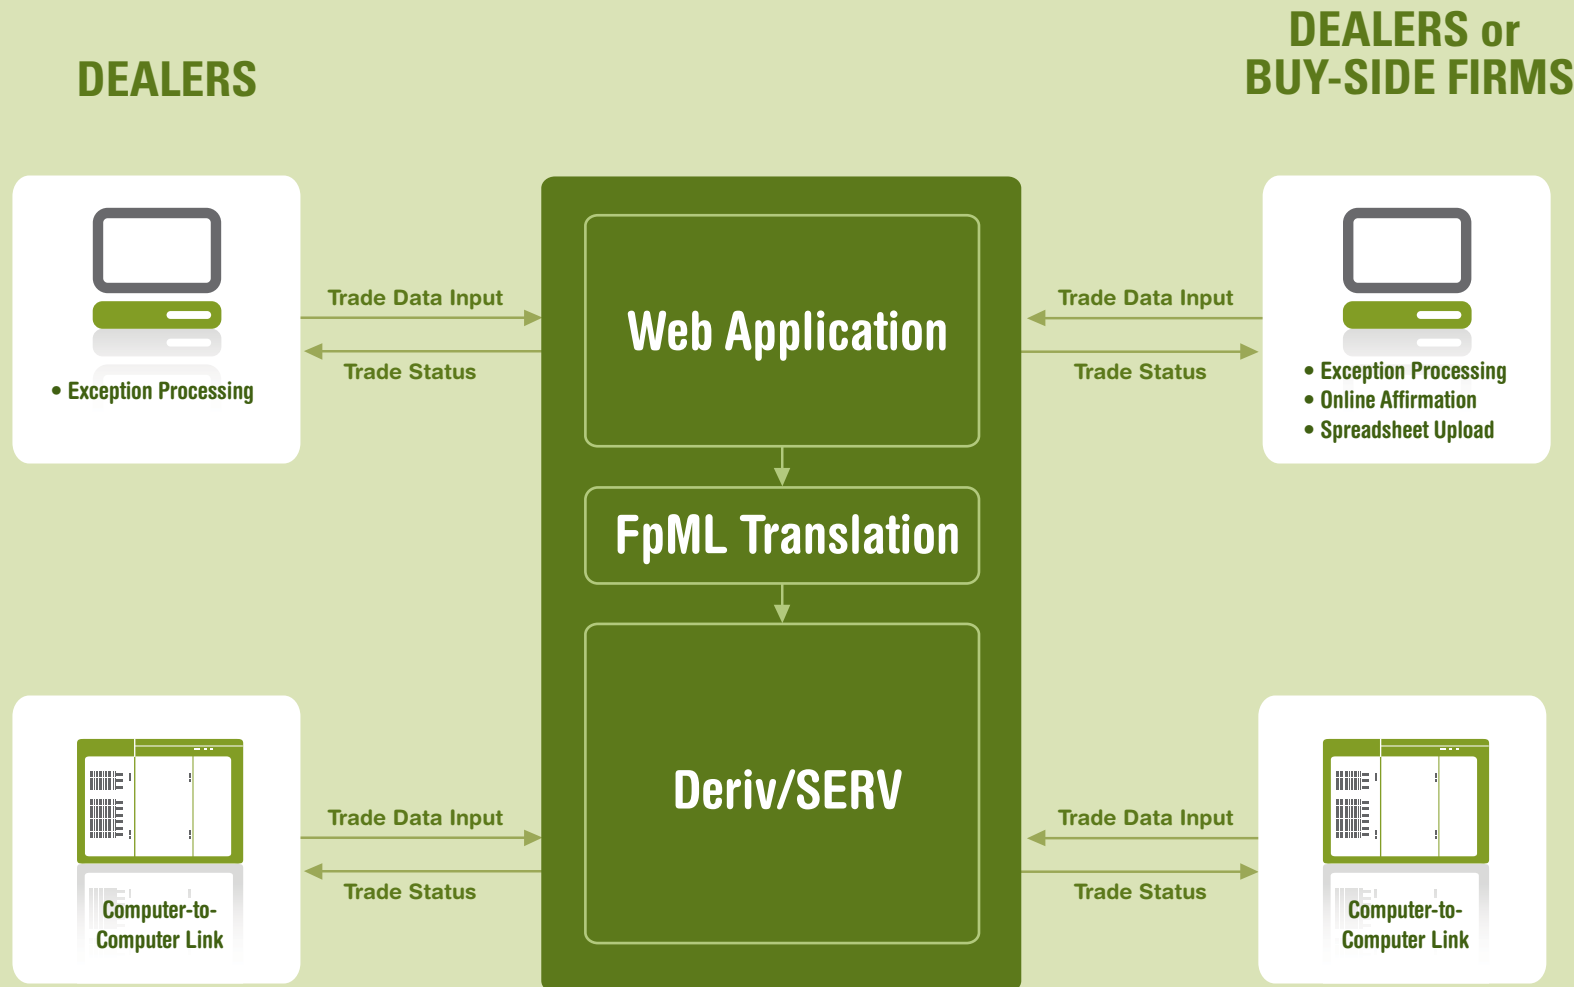 DEALERS
DEALERS or
BUY-SIDE FIRMS
• Exception Processing
Trade Data Input
Trade Status
Web Application
Trade Data Input
Trade Status
• Exception Processing
• Online Affirmation
• Spreadsheet Upload
FpML Translation
Deriv/SERV
Computer-to-
Computer Link
Trade Data Input
Trade Status
Trade Data Input
Trade Status
Computer-to-
Computer Link